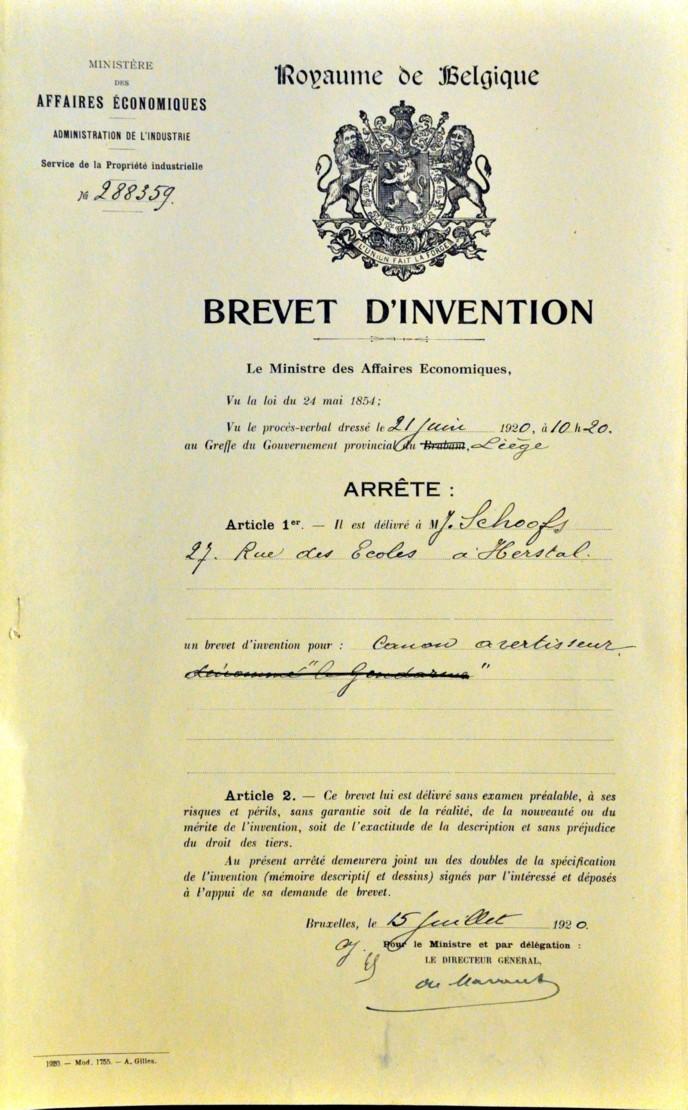 MINISTÈRE
DES
AFFAIRES ÉCONOMIQUES
ADMINISTRATION DE L'INDUSTRIE
Service de la Propriété industrielle
№ 288359.
Royaume de Belgique
L'UNION FAIT LA FORCE
BREVET D'INVENTION
Le Ministre des Affaires Economiques,
Vu la loi du 24 mai 1854;
Vu le procès-verbal dressé le 21 juin 1920, à 10 h 20.
au Greffe du Gouvernement provincial du Brabant, Liège
ARRÊTE :
Article 1er. — Il est délivré à M J. Schoofs
27. Rue des Ecoles à Herstal.
un brevet d'invention pour : Canon avertisseur
dénommé "le Gendarme"
Article 2. — Ce brevet lui est délivré sans examen préalable, à ses
risques et périls, sans garantie soit de la réalité, de la nouveauté ou du
mérite de l'invention, soit de l'exactitude de la description et sans préjudice
du droit des tiers.
Au présent arrêté demeurera joint un des doubles de la spécification
de l'invention (mémoire descriptif et dessins) signés par l'intéressé et déposés
à l'appui de sa demande de brevet.
Bruxelles, le 15 juillet 1920.
Pour le Ministre et par délégation :
LE DIRECTEUR GÉNÉRAL,
1920. — Mod. 1755. — A. Gilles.